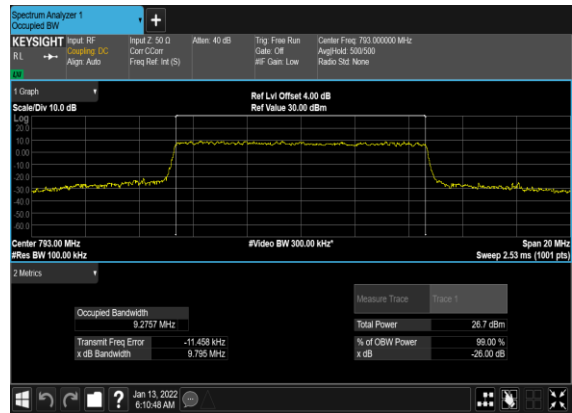 Spectrum Analyzer 1
Occupied BW
+
KEYSIGHT Input: RF Input Z: 50 Ω Atten: 40 dB Trig: Free Run Center Freq: 793.000000 MHz
RL Coupling: DC Corr CCorr Gate: Off Avg|Hold: 500/500
Align: Auto Freq Ref: Int (S) #IF Gain: Low Radio Std: None
1 Graph
Ref Lvl Offset 4.00 dB
Scale/Div 10.0 dB Ref Value 30.00 dBm
Log
20.0
10.0
0.00
-10.0
-20.0
-30.0
-40.0
-50.0
-60.0
Center 793.00 MHz #Video BW 300.00 kHz* Span 20 MHz
#Res BW 100.00 kHz Sweep 2.53 ms (1001 pts)
2 Metrics
Measure Trace Trace 1
Occupied Bandwidth
9.2757 MHz Total Power 26.7 dBm
Transmit Freq Error -11.458 kHz % of OBW Power 99.00 %
x dB Bandwidth 9.795 MHz x dB -26.00 dB
? Jan 13, 2022
6:10:48 AM